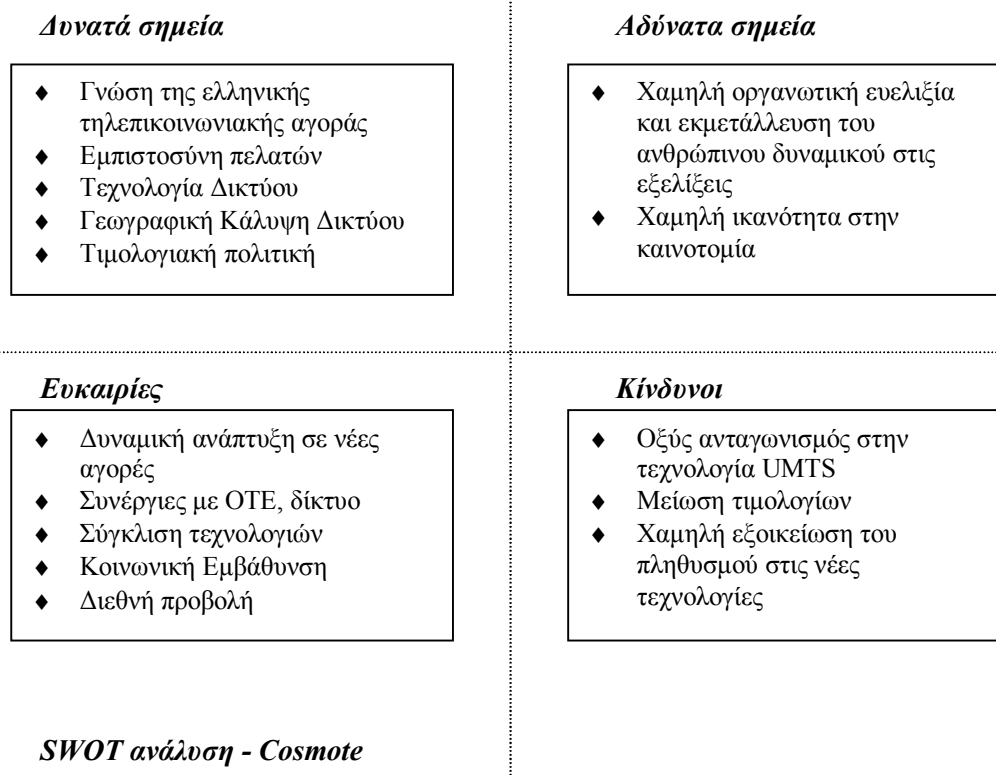 Δυνατά σημεία
♦ Γνώση της ελληνικής
τηλεπικοινωνιακής αγοράς
♦ Εμπιστοσύνη πελατών
♦ Τεχνολογία Δικτύου
♦ Γεωγραφική Κάλυψη Δικτύου
♦ Τιμολογιακή πολιτική
Αδύνατα σημεία
♦ Χαμηλή οργανωτική ευελιξία
και εκμετάλλευση του
ανθρώπινου δυναμικού στις
εξελίξεις
♦ Χαμηλή ικανότητα στην
καινοτομία
Ευκαιρίες
♦ Δυναμική ανάπτυξη σε νέες
αγορές
♦ Συνέργιες με ΟΤΕ, δίκτυο
♦ Σύγκλιση τεχνολογιών
♦ Κοινωνική Εμβάθυνση
♦ Διεθνή προβολή
Κίνδυνοι
♦ Οξύς ανταγωνισμός στην
τεχνολογία UMTS
♦ Μείωση τιμολογίων
♦ Χαμηλή εξοικείωση του
πληθυσμού στις νέες
τεχνολογίες
SWOT ανάλυση - Cosmote